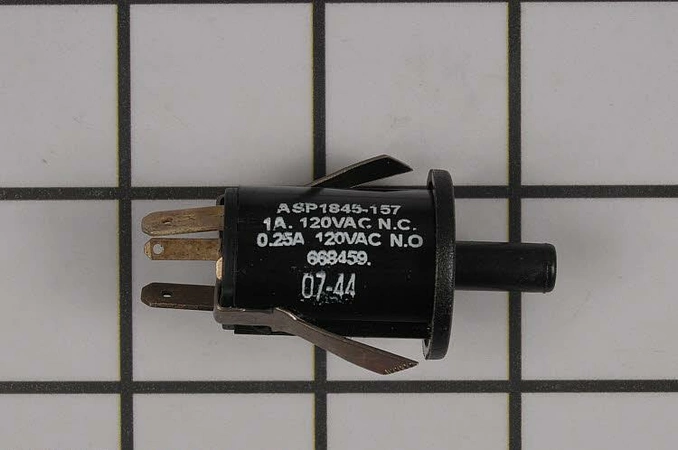 ASP1845-157
1A. 120VAC N.C.
0.25A 120VAC N.O
668459.
07-44